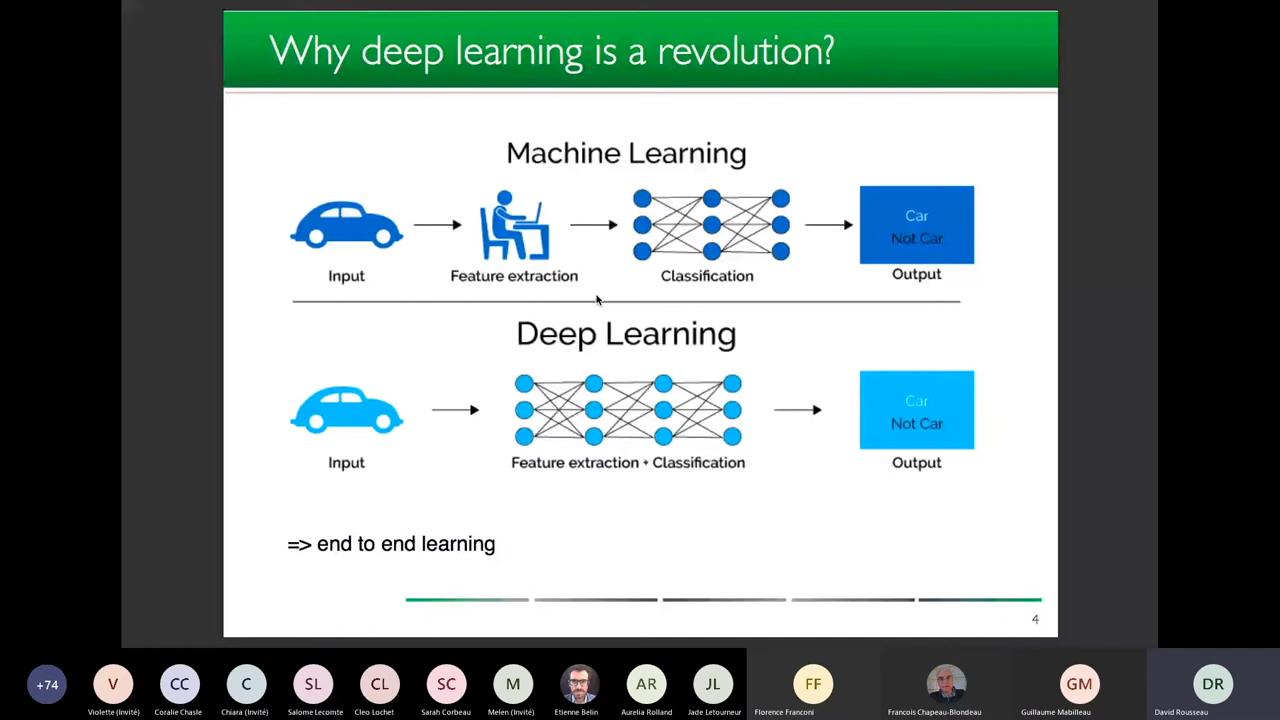 Why deep learning is a revolution?
Machine Learning
Car
Not Car
Input
Feature extraction
Classification
Output
Deep Learning
Car
Not Car
Input
Feature extraction + Classification
Output
=> end to end learning
4
+74
V
CC
C
SL
CL
SC
M
AR
JL
FF
GM
DR
Violette (Invité)
Coralie Chasle
Chiara (Invité)
Salome Lecomte
Cleo Lochet
Sarah Corbeau
Melen (Invité)
Etienne Belin
Aurelia Rolland
Jade Letourneur
Florence Franconi
Francois Chapeau-Blondeau
Guillaume Mabilleau
David Rousseau